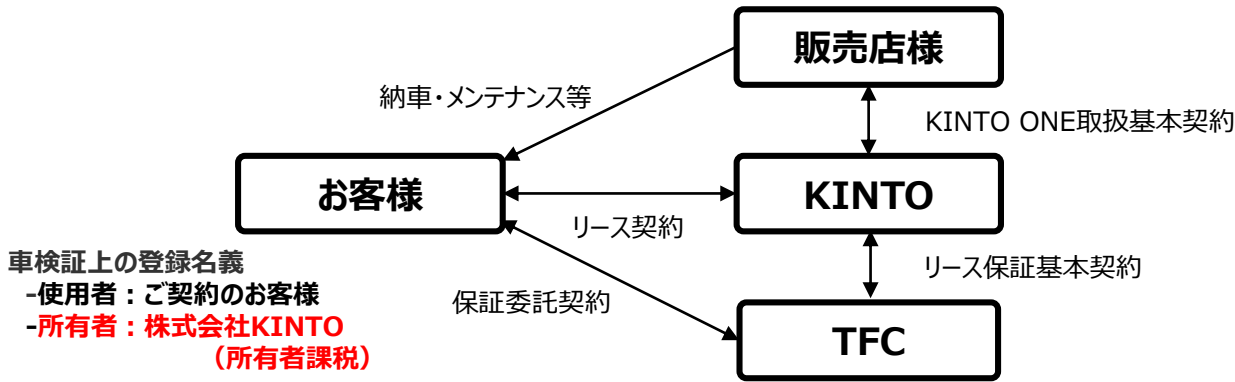 販売店様
納車・メンテナンス等
KINTO ONE取扱基本契約
お客様
KINTO
リース契約
車検証上の登録名義
-使用者：ご契約のお客様
-所有者：株式会社KINTO
（所有者課税）
リース保証基本契約
保証委託契約
TFC